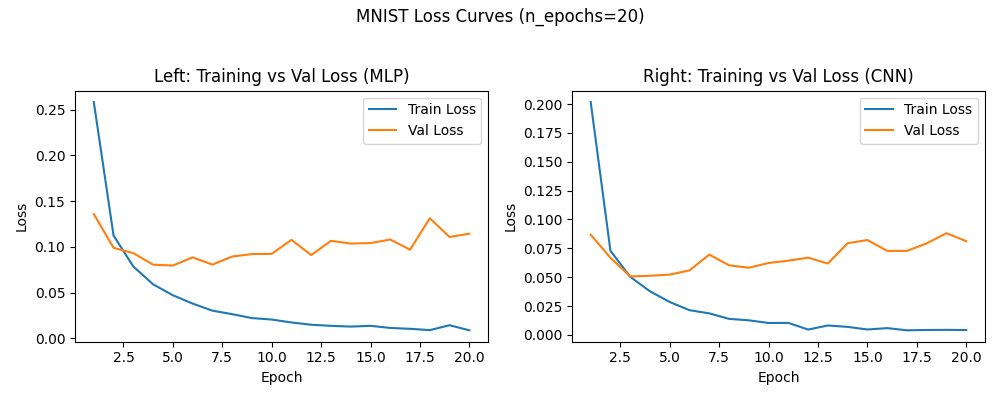 MNIST Loss Curves (n_epochs=20)
Left: Training vs Val Loss (MLP)
Train Loss
Val Loss
0.25
0.20
0.15
0.10
0.05
0.00
Loss
2.5 5.0 7.5 10.0 12.5 15.0 17.5 20.0
Epoch
Right: Training vs Val Loss (CNN)
Train Loss
Val Loss
0.200
0.175
0.150
0.125
0.100
0.075
0.050
0.025
0.000
Loss
2.5 5.0 7.5 10.0 12.5 15.0 17.5 20.0
Epoch